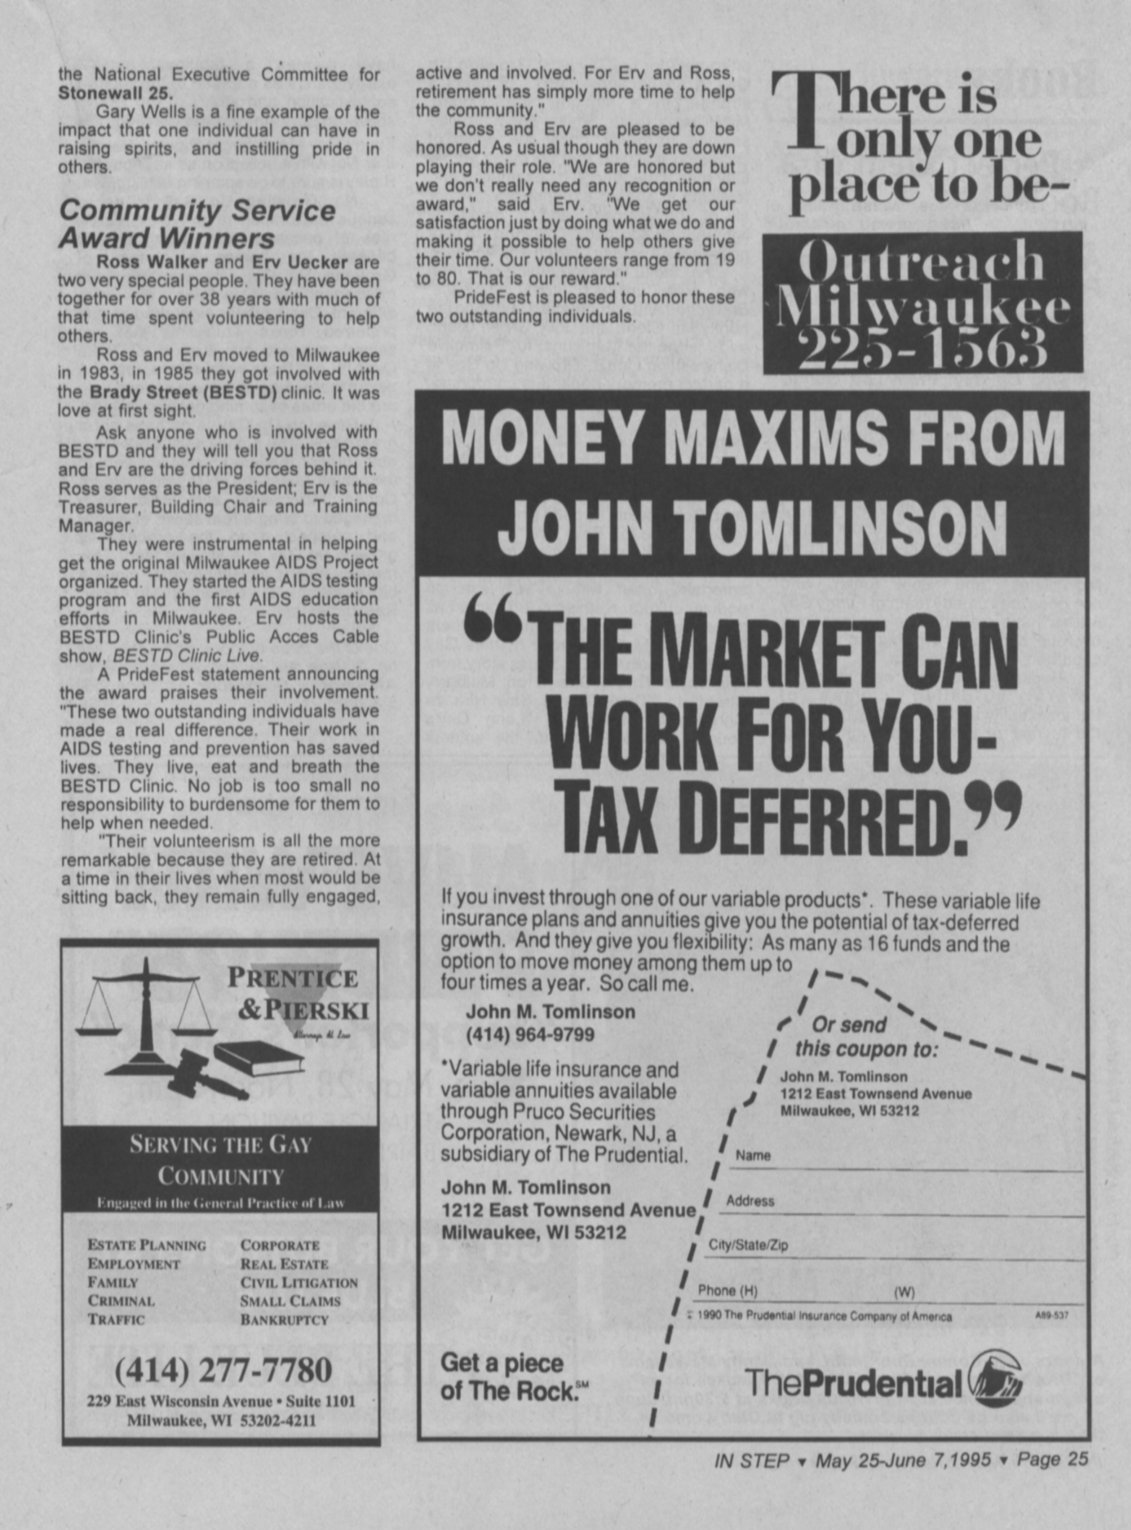 the National Executive Committee for
Stonewall 25.
Gary Wells is a fine example of the
impact that one individual can have in
raising spirits, and instilling pride in
others.
Community Service
Award Winners
Ross Walker and Erv Uecker are
two very special people. They have been
together for over 38 years with much of
that time spent volunteering to help
others.
Ross and Erv moved to Milwaukee
in 1983, in 1985 they got involved with
the Brady Street (BESTD) clinic. It was
love at first sight.
Ask anyone who is involved with
BESTD and they will tell you that Ross
and Erv are the driving forces behind it.
Ross serves as the President; Erv is the
Treasurer, Building Chair and Training
Manager.
They were instrumental in helping
get the original Milwaukee AIDS Project
organized. They started the AIDS testing
program and the first AIDS education
efforts in Milwaukee. Erv hosts the
BESTD Clinic's Public Acces Cable
show, BESTD Clinic Live.
A PrideFest statement announcing
the award praises their involvement.
"These two outstanding individuals have
made a real difference. Their work in
AIDS testing and prevention has saved
lives. They live, eat and breath the
BESTD Clinic. No job is too small no
responsibility to burdensome for them to
help when needed.
"Their volunteerism is all the more
remarkable because they are retired. At
a time in their lives when most would be
sitting back, they remain fully engaged,
active and involved. For Erv and Ross,
retirement has simply more time to help
the community."
Ross and Erv are pleased to be
honored. As usual though they are down
playing their role. "We are honored but
we don't really need any recognition or
award," said Erv. "We get our
satisfaction just by doing what we do and
making it possible to help others give
their time. Our volunteers range from 19
to 80. That is our reward."
PrideFest is pleased to honor these
two outstanding individuals.
There is
only one
place to be-
Outreach
Milwaukee
225-1563
MONEY MAXIMS FROM
JOHN TOMLINSON
“THE MARKET CAN
WORK FOR YOU-
TAX DEFERRED.”
If you invest through one of our variable products*. These variable life
insurance plans and annuities give you the potential of tax-deferred
growth. And they give you flexibility: As many as 16 funds and the
option to move money among them up to
four times a year. So call me.
John M. Tomlinson
(414) 964-9799
*Variable life insurance and
variable annuities available
through Pruco Securities
Corporation, Newark, NJ, a
subsidiary of The Prudential.
John M. Tomlinson
1212 East Townsend Avenue
Milwaukee, WI 53212
Or send
this coupon to:
John M. Tomlinson
1212 East Townsend Avenue
Milwaukee, WI 53212
Name
Address
City/State/Zip
Phone (H) (W)
© 1990 The Prudential Insurance Company of America A89-537
Get a piece
of The Rock.℠
ThePrudential
PRENTICE
&PIERSKI
Attorneys At Law
SERVING THE GAY
COMMUNITY
Engaged in the General Practice of Law
ESTATE PLANNING
EMPLOYMENT
FAMILY
CRIMINAL
TRAFFIC
CORPORATE
REAL ESTATE
CIVIL LITIGATION
SMALL CLAIMS
BANKRUPTCY
(414) 277-7780
229 East Wisconsin Avenue • Suite 1101
Milwaukee, WI 53202-4211
IN STEP ▼ May 25-June 7,1995 ▼ Page 25